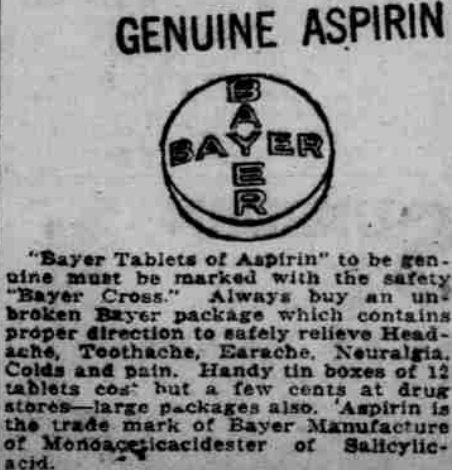 GENUINE ASPIRIN
BAYER
BAYER
"Bayer Tablets of Aspirin" to be gen-
uine must be marked with the safety
"Bayer Cross." Always buy an un-
broken Bayer package which contains
proper direction to safely relieve Head-
ache, Toothache, Earache, Neuralgia,
Colds and pain. Handy tin boxes of 12
tablets cost but a few cents at drug
stores—large packages also. Aspirin is
the trade mark of Bayer Manufacture
of Monoaceticacidester of Salicylic-
acid.